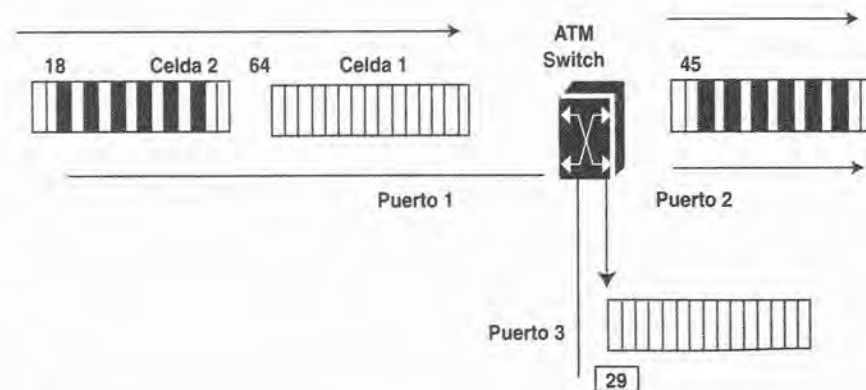 ATM
Switch
18
Celda 2
64
Celda 1
45
Puerto 1
Puerto 2
Puerto 3
29